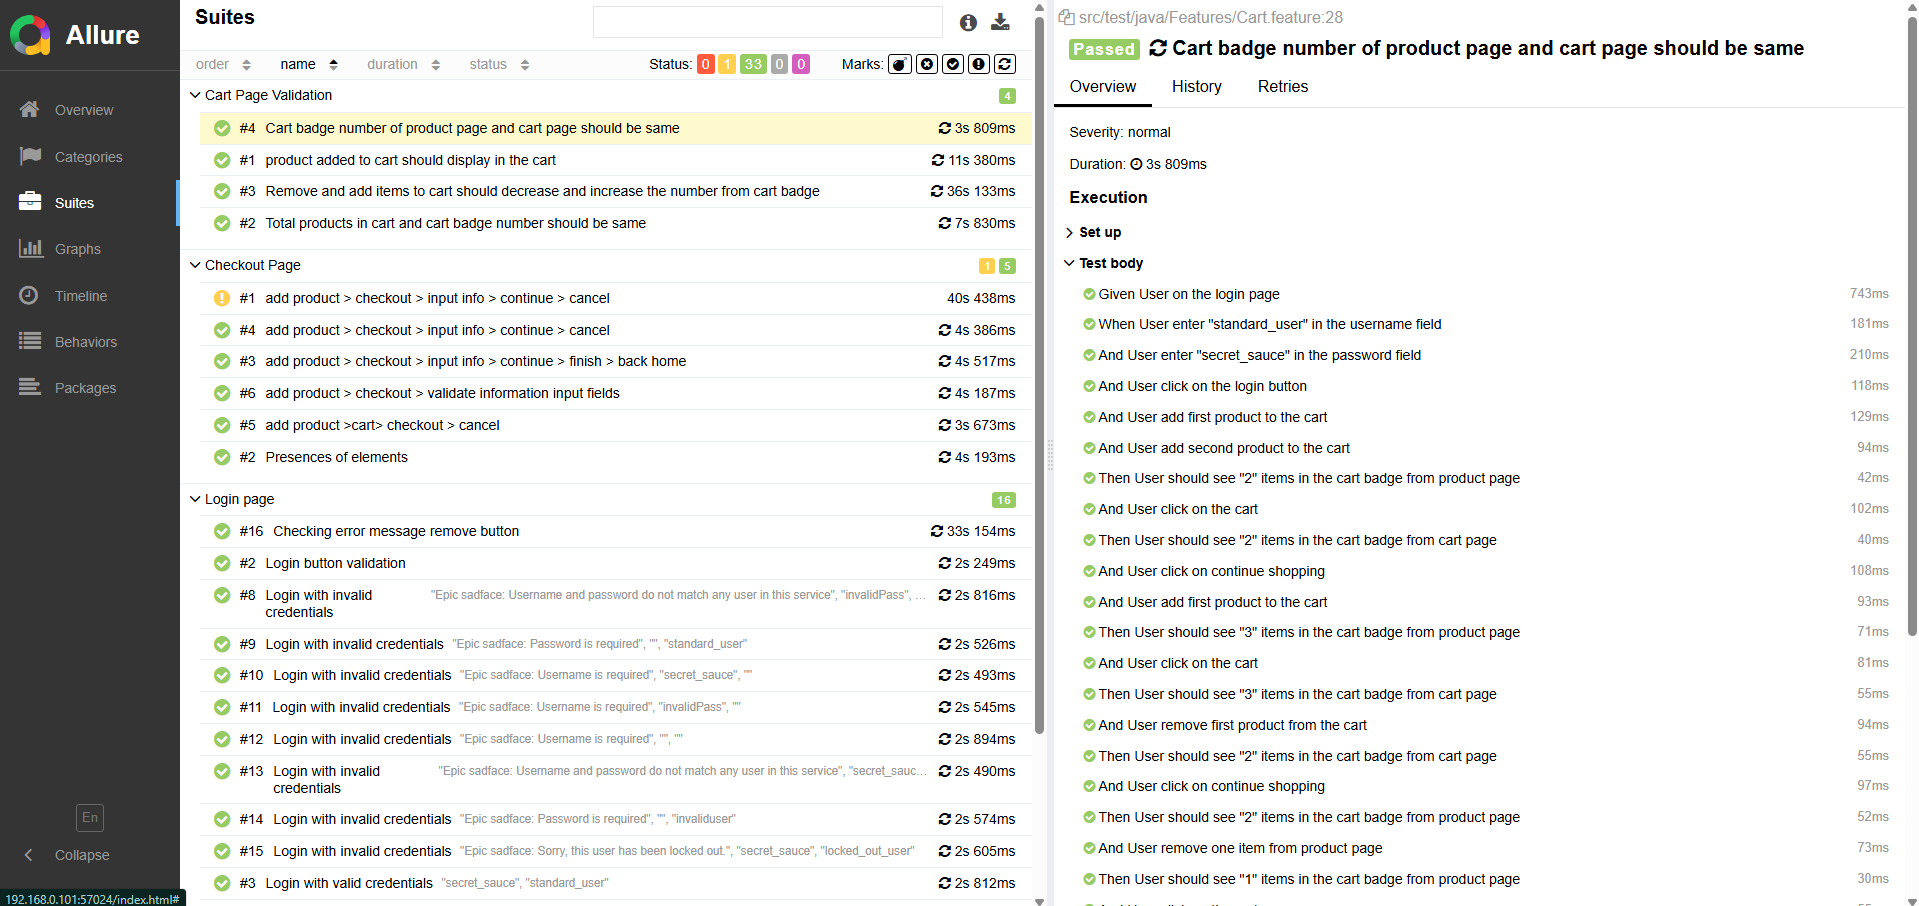 Allure
Overview
Categories
Suites
Graphs
Timeline
Behaviors
Packages
En
Collapse
192.168.0.101:57024/index.html#
Suites
order name duration status Status: 0 1 33 0 0 Marks:
Cart Page Validation 4
#4 Cart badge number of product page and cart page should be same 3s 809ms
#1 product added to cart should display in the cart 11s 380ms
#3 Remove and add items to cart should decrease and increase the number from cart badge 36s 133ms
#2 Total products in cart and cart badge number should be same 7s 830ms
Checkout Page 1 5
#1 add product > checkout > input info > continue > cancel 40s 438ms
#4 add product > checkout > input info > continue > cancel 4s 386ms
#3 add product > checkout > input info > continue > finish > back home 4s 517ms
#6 add product > checkout > validate information input fields 4s 187ms
#5 add product >cart> checkout > cancel 3s 673ms
#2 Presences of elements 4s 193ms
Login page 16
#16 Checking error message remove button 33s 154ms
#2 Login button validation 2s 249ms
#8 Login with invalid "Epic sadface: Username and password do not match any user in this service", "invalidPass", ... 2s 816ms
credentials
#9 Login with invalid credentials "Epic sadface: Password is required", "", "standard_user" 2s 526ms
#10 Login with invalid credentials "Epic sadface: Username is required", "secret_sauce", "" 2s 493ms
#11 Login with invalid credentials "Epic sadface: Username is required", "invalidPass", "" 2s 545ms
#12 Login with invalid credentials "Epic sadface: Username is required", "", "" 2s 894ms
#13 Login with invalid "Epic sadface: Username and password do not match any user in this service", "secret_sauc... 2s 490ms
credentials
#14 Login with invalid credentials "Epic sadface: Password is required", "", "invaliduser" 2s 574ms
#15 Login with invalid credentials "Epic sadface: Sorry, this user has been locked out.", "secret_sauce", "locked_out_user" 2s 605ms
#3 Login with valid credentials "secret_sauce", "standard_user" 2s 812ms
src/test/java/Features/Cart.feature:28
Passed Cart badge number of product page and cart page should be same
Overview History Retries
Severity: normal
Duration: 3s 809ms
Execution
Set up
Test body
Given User on the login page 743ms
When User enter "standard_user" in the username field 181ms
And User enter "secret_sauce" in the password field 210ms
And User click on the login button 118ms
And User add first product to the cart 129ms
And User add second product to the cart 94ms
Then User should see "2" items in the cart badge from product page 42ms
And User click on the cart 102ms
Then User should see "2" items in the cart badge from cart page 40ms
And User click on continue shopping 108ms
And User add first product to the cart 93ms
Then User should see "3" items in the cart badge from product page 71ms
And User click on the cart 81ms
Then User should see "3" items in the cart badge from cart page 55ms
And User remove first product from the cart 94ms
Then User should see "2" items in the cart badge from cart page 55ms
And User click on continue shopping 97ms
Then User should see "2" items in the cart badge from product page 52ms
And User remove one item from product page 73ms
Then User should see "1" items in the cart badge from product page 30ms